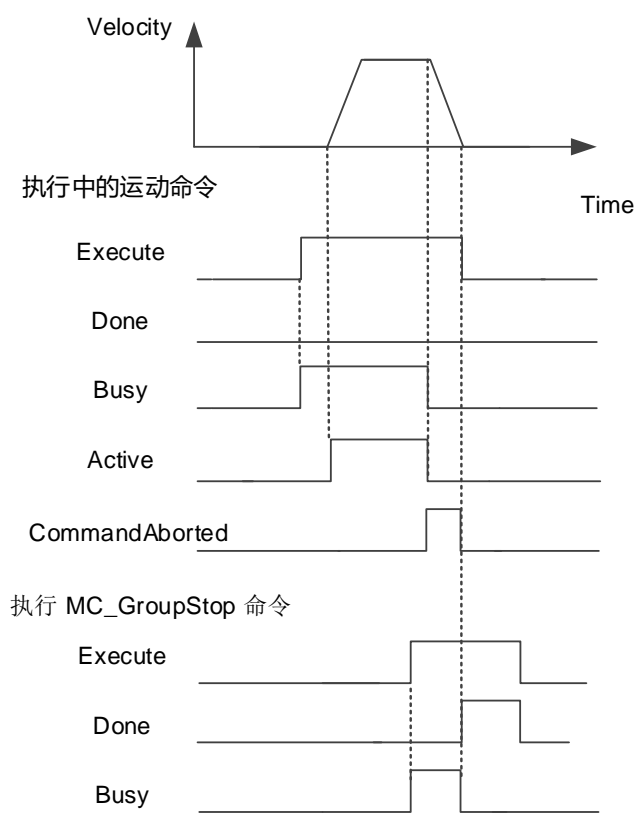 Velocity
Time
执行中的运动命令
Execute
Done
Busy
Active
CommandAborted
执行 MC_GroupStop 命令
Execute
Done
Busy